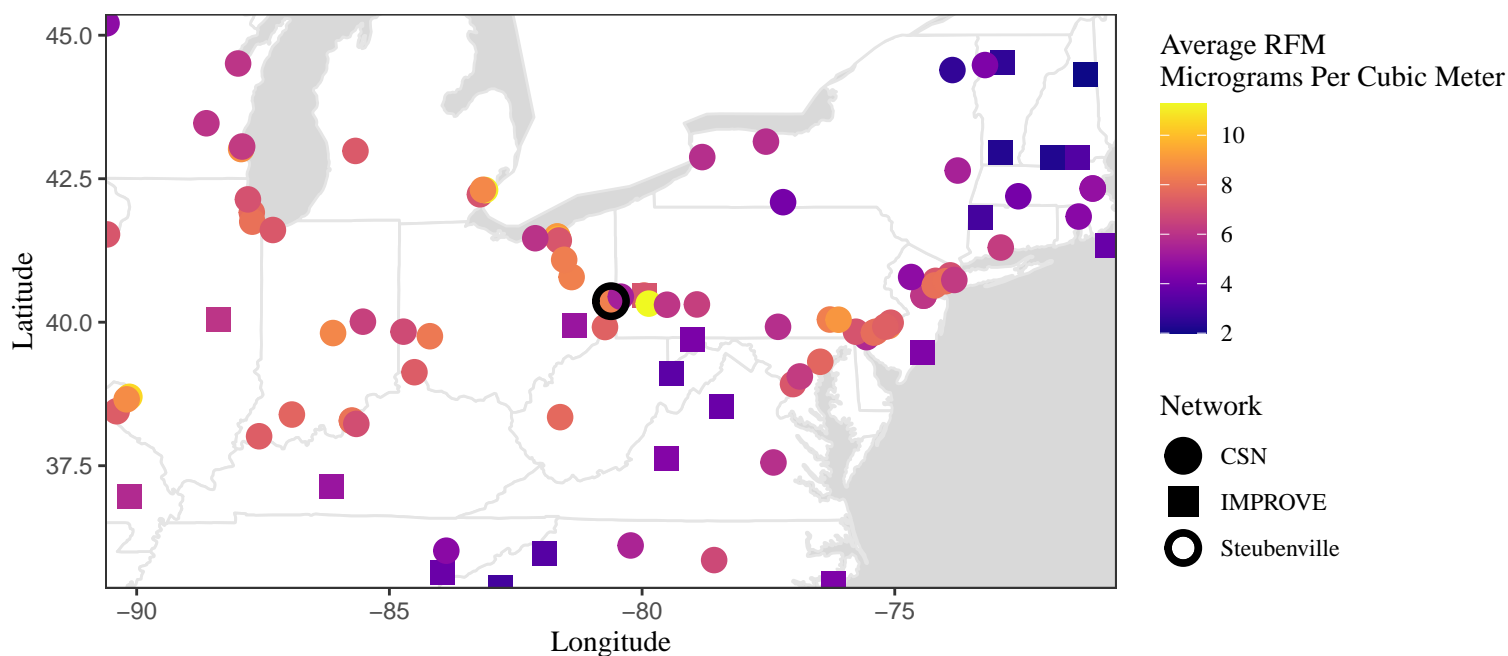 45.0
42.5
40.0
37.5
Latitude
−90
−85
−80
−75
Longitude
Average RFM
Micrograms Per Cubic Meter
10
8
6
4
2
Network
CSN
IMPROVE
Steubenville